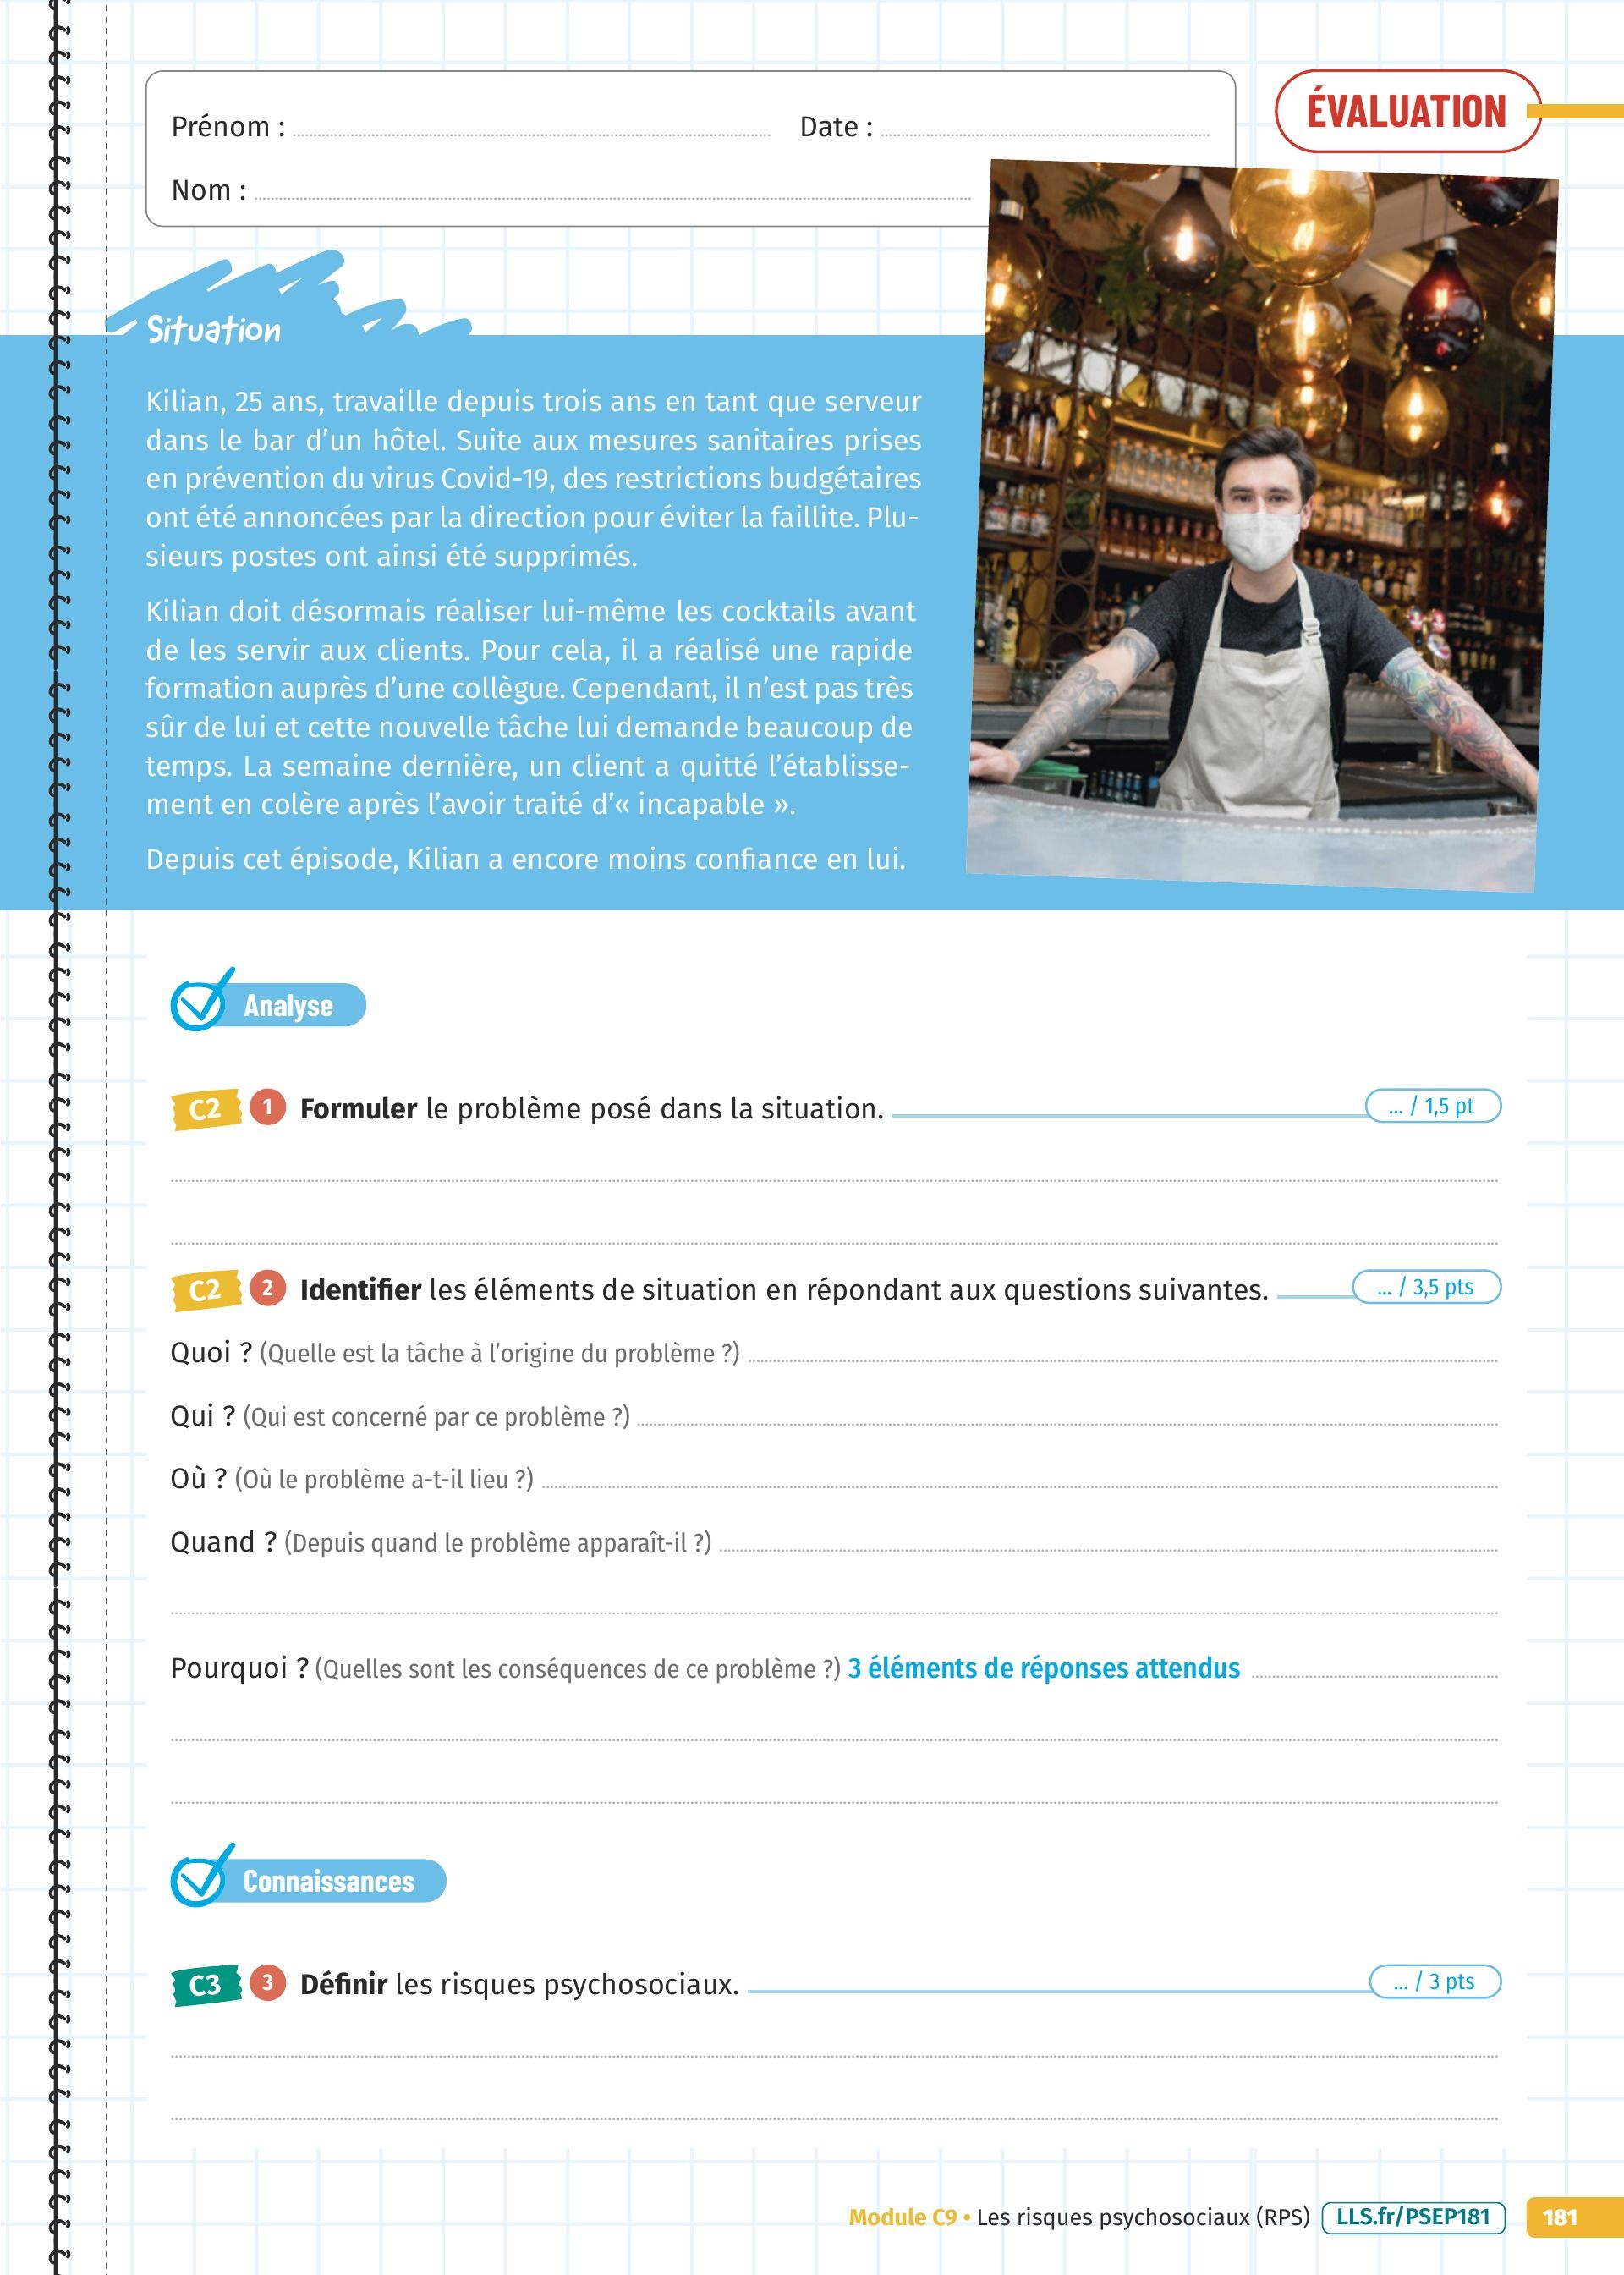 Prénom :
Date :
ÉVALUATION
Nom :
Situation
Kilian, 25 ans, travaille depuis trois ans en tant que serveur
dans le bar d’un hôtel. Suite aux mesures sanitaires prises
en prévention du virus Covid-19, des restrictions budgétaires
ont été annoncées par la direction pour éviter la faillite. Plu-
sieurs postes ont ainsi été supprimés.
Kilian doit désormais réaliser lui-même les cocktails avant
de les servir aux clients. Pour cela, il a réalisé une rapide
formation auprès d’une collègue. Cependant, il n’est pas très
sûr de lui et cette nouvelle tâche lui demande beaucoup de
temps. La semaine dernière, un client a quitté l’établisse-
ment en colère après l’avoir traité d’« incapable ».
Depuis cet épisode, Kilian a encore moins confiance en lui.
Analyse
C2 1 Formuler le problème posé dans la situation. ... / 1,5 pt
C2 2 Identifier les éléments de situation en répondant aux questions suivantes. ... / 3,5 pts
Quoi ? (Quelle est la tâche à l’origine du problème ?)
Qui ? (Qui est concerné par ce problème ?)
Où ? (Où le problème a-t-il lieu ?)
Quand ? (Depuis quand le problème apparaît-il ?)
Pourquoi ? (Quelles sont les conséquences de ce problème ?) 3 éléments de réponses attendus
Connaissances
C3 3 Définir les risques psychosociaux. ... / 3 pts
Module C9 • Les risques psychosociaux (RPS) LLS.fr/PSEP181 181